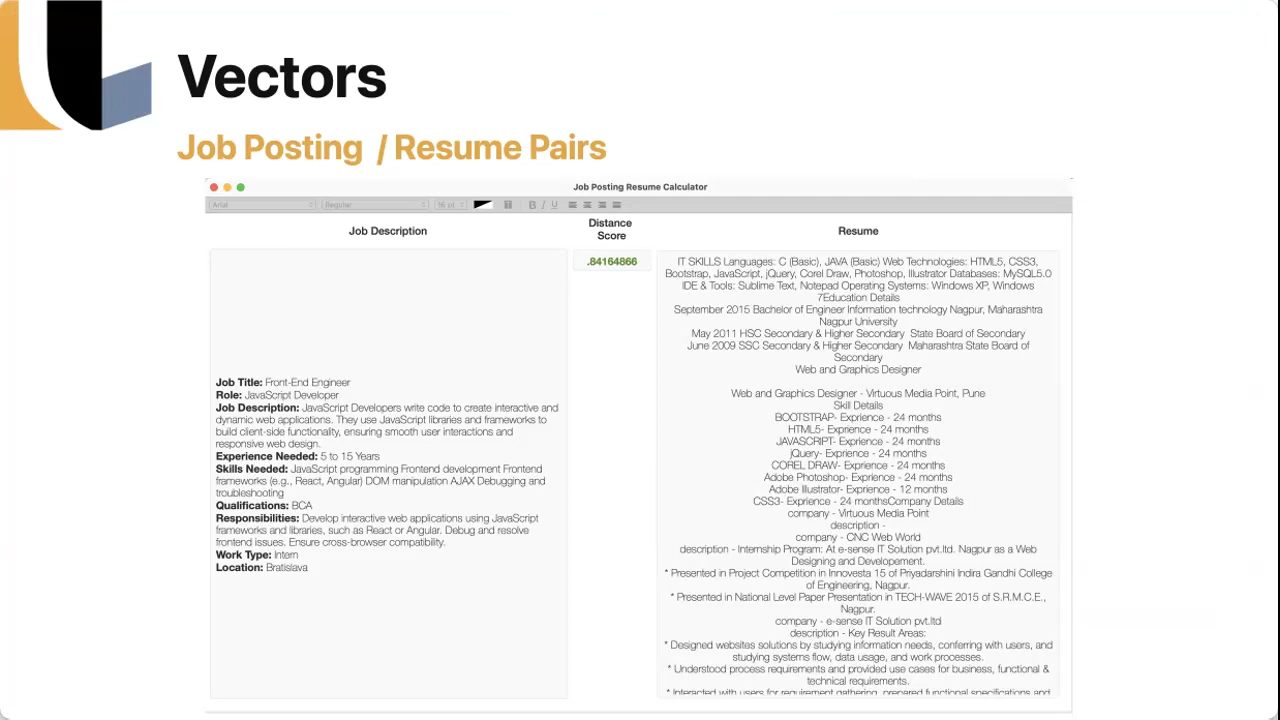 Vectors
Job Posting / Resume Pairs
Job Posting Resume Calculator
Arial
Regular
16 pt
B I U
Job Description
Distance
Score
Resume
.84164866
Job Title: Front-End Engineer
Role: JavaScript Developer
Job Description: JavaScript Developers write code to create interactive and
dynamic web applications. They use JavaScript libraries and frameworks to
build client-side functionality, ensuring smooth user interactions and
responsive web design.
Experience Needed: 5 to 15 Years
Skills Needed: JavaScript programming Frontend development Frontend
frameworks (e.g., React, Angular) DOM manipulation AJAX Debugging and
troubleshooting
Qualifications: BCA
Responsibilities: Develop interactive web applications using JavaScript
frameworks and libraries, such as React or Angular. Debug and resolve
frontend issues. Ensure cross-browser compatibility.
Work Type: Intern
Location: Bratislava
IT SKILLS Languages: C (Basic), JAVA (Basic) Web Technologies: HTML5, CSS3,
Bootstrap, JavaScript, jQuery, Corel Draw, Photoshop, Illustrator Databases: MySQL5.0
IDE & Tools: Sublime Text, Notepad Operating Systems: Windows XP, Windows
7Education Details
September 2015 Bachelor of Engineer Information technology Nagpur, Maharashtra
Nagpur University
May 2011 HSC Secondary & Higher Secondary State Board of Secondary
June 2009 SSC Secondary & Higher Secondary Maharashtra State Board of
Secondary
Web and Graphics Designer
Web and Graphics Designer - Virtuous Media Point, Pune
Skill Details
BOOTSTRAP- Exprience - 24 months
HTML5- Exprience - 24 months
JAVASCRIPT- Exprience - 24 months
jQuery- Exprience - 24 months
COREL DRAW- Exprience - 24 months
Adobe Photoshop- Exprience - 24 months
Adobe Illustrator- Exprience - 12 months
CSS3- Exprience - 24 monthsCompany Details
company - Virtuous Media Point
description -
company - CNC Web World
description - Internship Program: At e-sense IT Solution pvt.ltd. Nagpur as a Web
Designing and Developement.
* Presented in Project Competition in Innovesta 15 of Priyadarshini Indira Gandhi College
of Engineering, Nagpur.
* Presented in National Level Paper Presentation in TECH-WAVE 2015 of S.R.M.C.E.,
Nagpur.
company - e-sense IT Solution pvt.ltd
description - Key Result Areas:
* Designed websites solutions by studying information needs, conferring with users, and
studying systems flow, data usage, and work processes.
* Understood process requirements and provided use cases for business, functional &
technical requirements.
* Interacted with users for requirement gathering, prepared functional specifications and